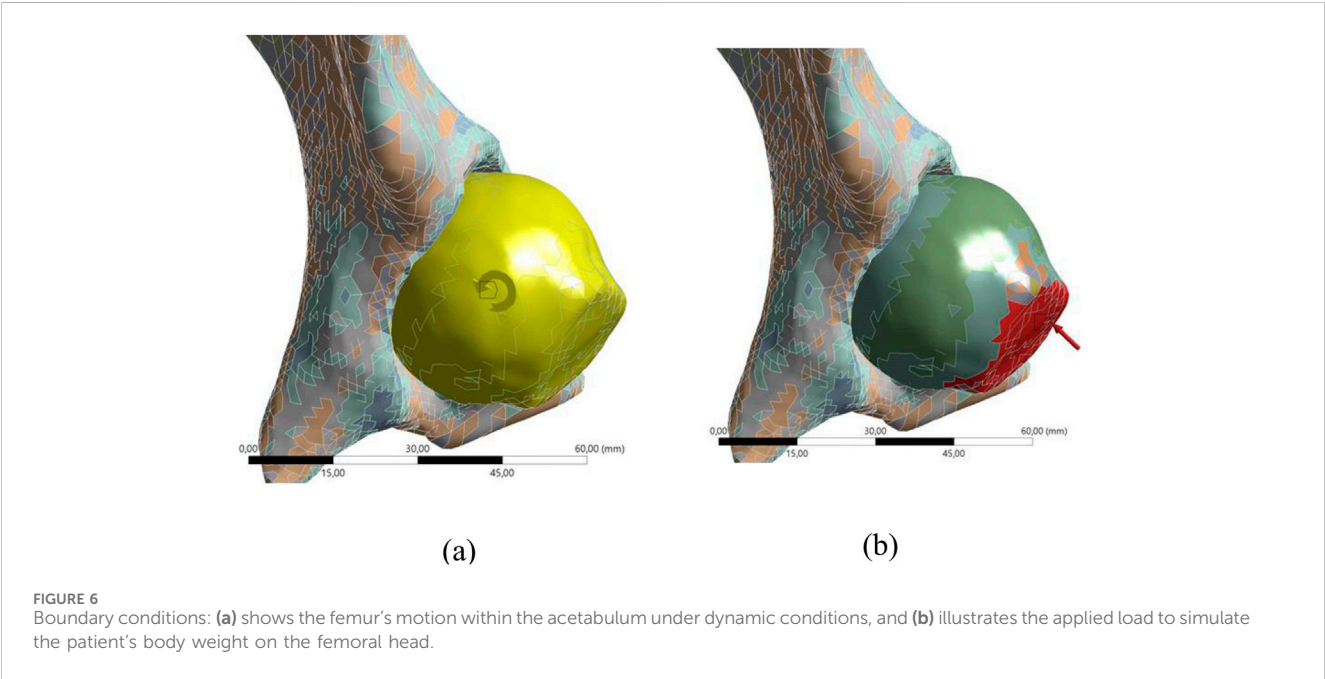 0,00 30,00 60,00 (mm)
15,00 45,00
0,00 30,00 60,00 (mm)
15,00 45,00
(a)
(b)
FIGURE 6
Boundary conditions: (a) shows the femur's motion within the acetabulum under dynamic conditions, and (b) illustrates the applied load to simulate
the patient's body weight on the femoral head.